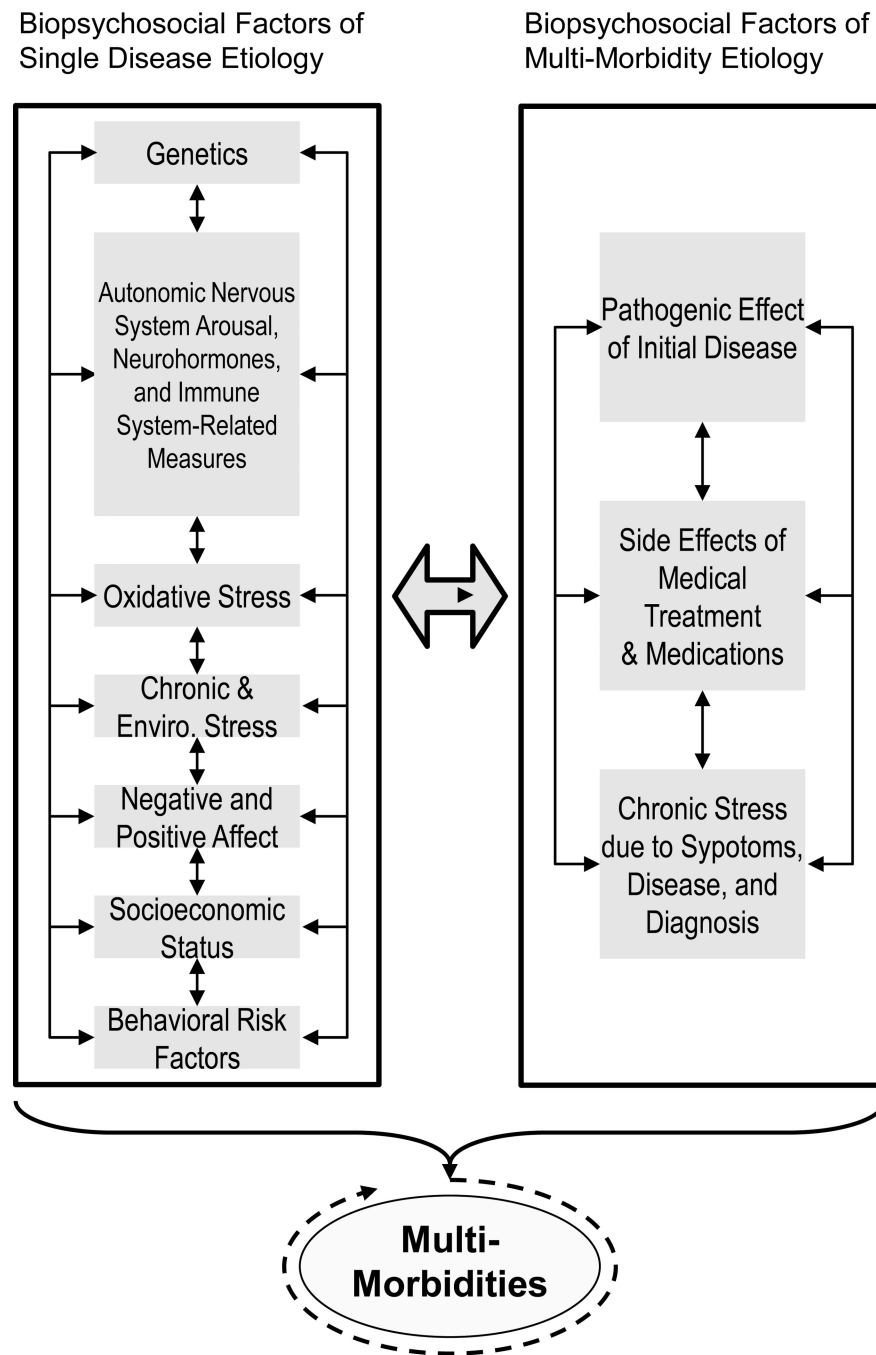 Biopsychosocial Factors of
Single Disease Etiology
Genetics
Autonomic Nervous
System Arousal,
Neurohormones,
and Immune
System-Related
Measures
Oxidative Stress
Chronic &
Enviro. Stress
Negative and
Positive Affect
Socioeconomic
Status
Behavioral Risk
Factors
Biopsychosocial Factors of
Multi-Morbidity Etiology
Pathogenic Effect
of Initial Disease
Side Effects of
Medical
Treatment
& Medications
Chronic Stress
due to Sypotoms,
Disease, and
Diagnosis
Multi-
Morbidities